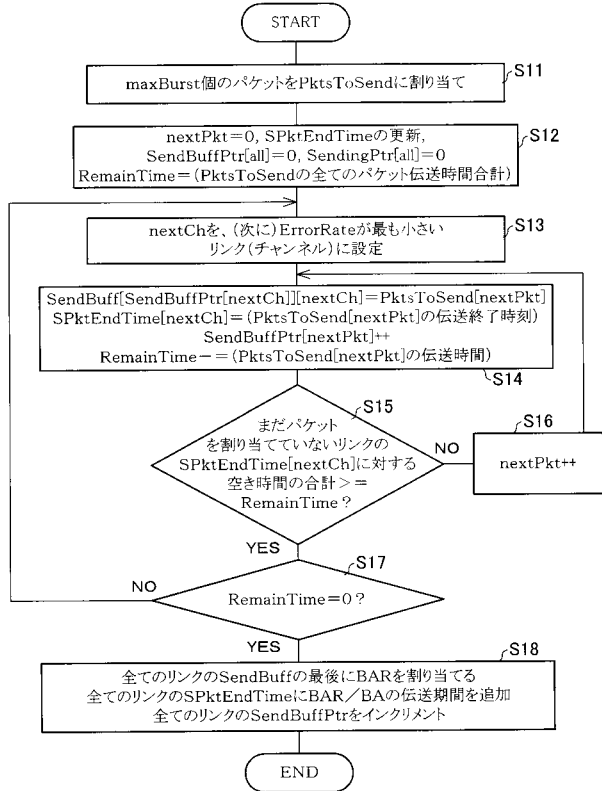 START
S11
maxBurst個のパケットをPktsToSendに割り当て
S12
nextPkt=0, SPktEndTimeの更新,
SendBuffPtr[all]=0, SendingPtr[all]=0
RemainTime=(PktsToSendの全てのパケット伝送時間合計)
S13
nextChを、(次に)ErrorRateが最も小さい
リンク(チャンネル)に設定
SendBuff[SendBuffPtr[nextCh]][nextCh]=PktsToSend[nextPkt]
SPktEndTime[nextCh]=(PktsToSend[nextPkt]の伝送終了時刻)
SendBuffPtr[nextPkt]++
RemainTime-=(PktsToSend[nextPkt]の伝送時間)
S14
S15
まだパケット
を割り当てていないリンクの
SPktEndTime[nextCh]に対する
空き時間の合計>=
RemainTime?
NO
S16
nextPkt++
YES
S17
NO
RemainTime=0?
YES
S18
全てのリンクのSendBuffの最後にBARを割り当てる
全てのリンクのSPktEndTimeにBAR/BAの伝送期間を追加
全てのリンクのSendBuffPtrをインクリメント
END